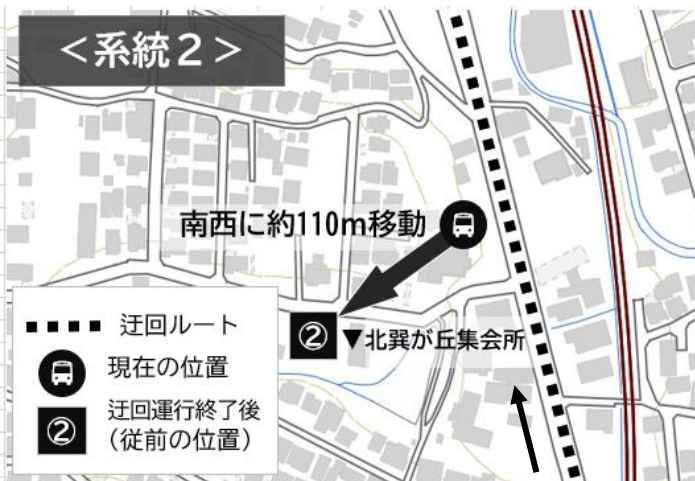 <系統2>
南西に約110m移動
② ▼北巽が丘集会所
迂回ルート
現在の位置
② 迂回運行終了後
(従前の位置)